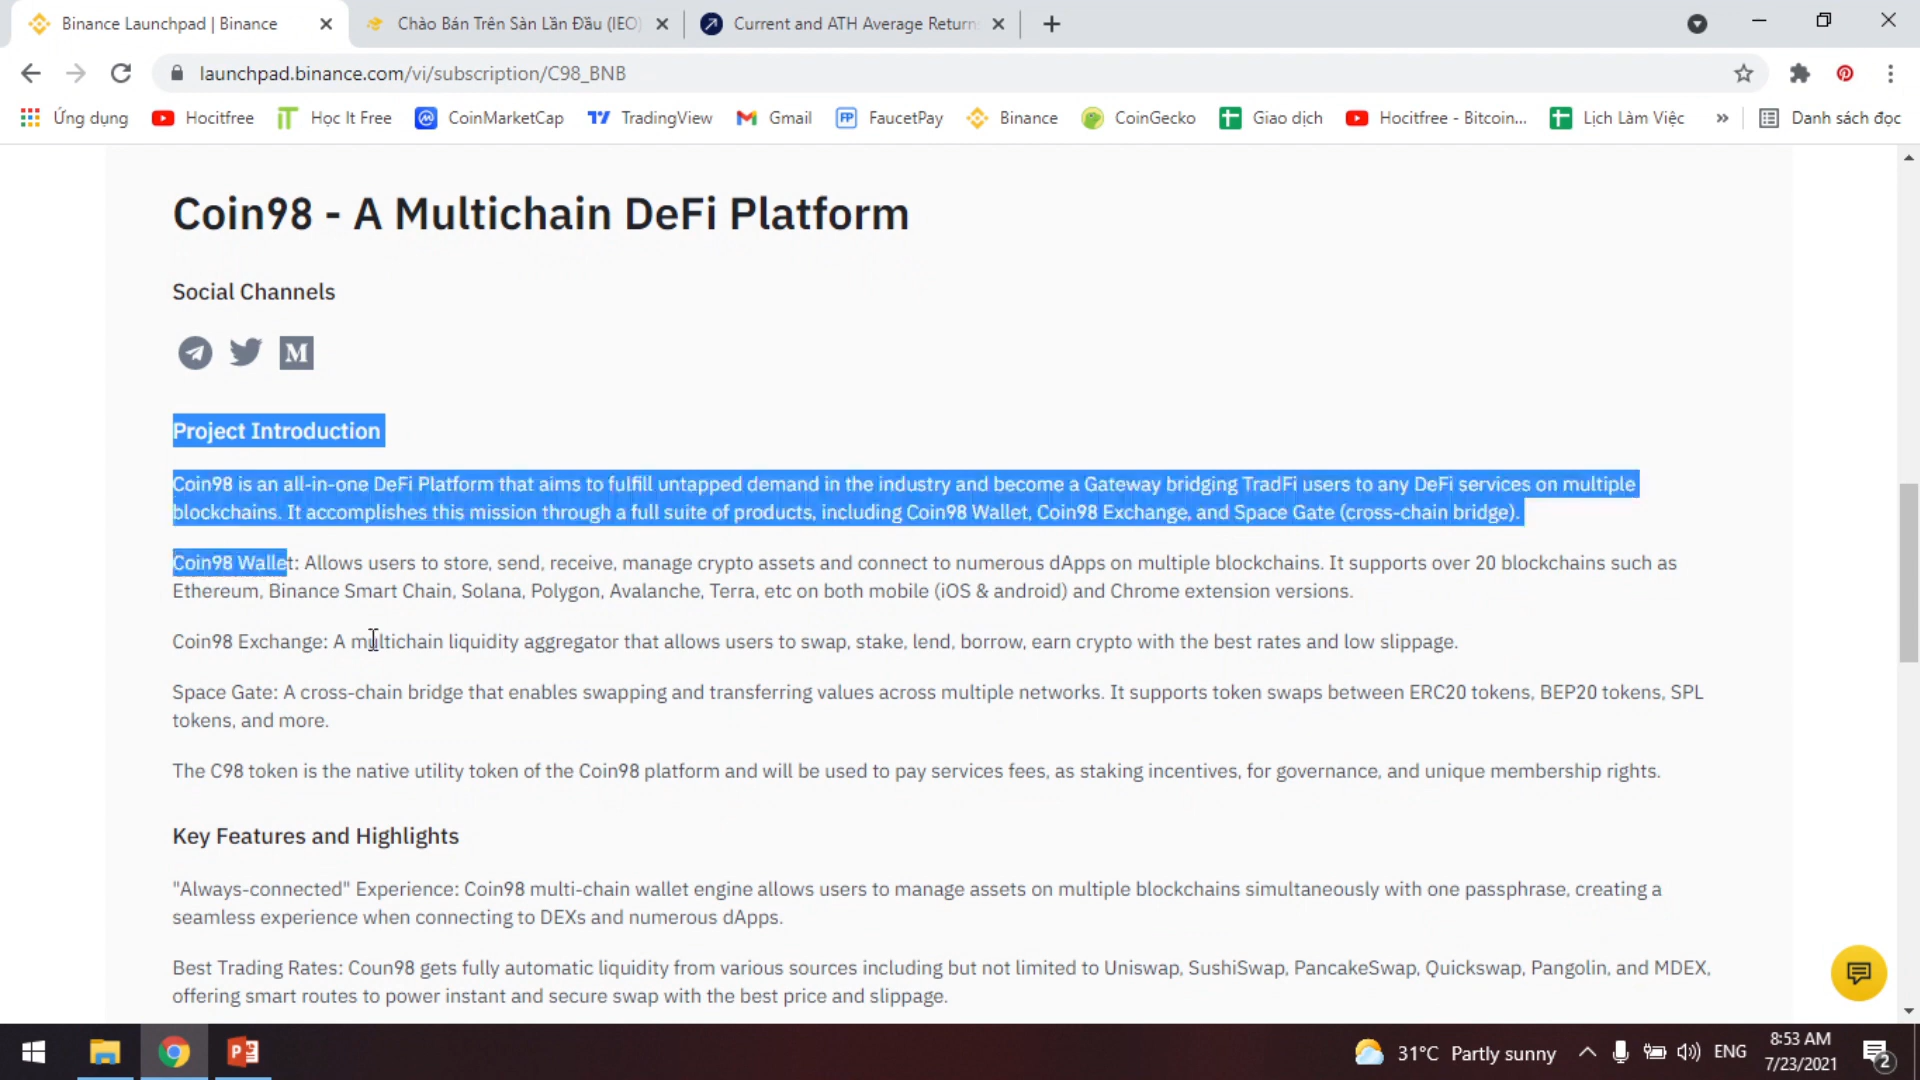 Binance Launchpad | Binance
Chào Bán Trên Sàn Lần Đầu (IEO)
Current and ATH Average Return
launchpad.binance.com/vi/subscription/C98_BNB
Ứng dụng
Hocitfree
Học It Free
CoinMarketCap
TradingView
Gmail
FaucetPay
Binance
CoinGecko
Giao dịch
Hocitfree - Bitcoin...
Lịch Làm Việc
»
Danh sách đọc
Coin98 - A Multichain DeFi Platform
Social Channels
Project Introduction
Coin98 is an all-in-one DeFi Platform that aims to fulfill untapped demand in the industry and become a Gateway bridging TradFi users to any DeFi services on multiple
blockchains. It accomplishes this mission through a full suite of products, including Coin98 Wallet, Coin98 Exchange, and Space Gate (cross-chain bridge).
Coin98 Wallet: Allows users to store, send, receive, manage crypto assets and connect to numerous dApps on multiple blockchains. It supports over 20 blockchains such as
Ethereum, Binance Smart Chain, Solana, Polygon, Avalanche, Terra, etc on both mobile (iOS & android) and Chrome extension versions.
Coin98 Exchange: A multichain liquidity aggregator that allows users to swap, stake, lend, borrow, earn crypto with the best rates and low slippage.
Space Gate: A cross-chain bridge that enables swapping and transferring values across multiple networks. It supports token swaps between ERC20 tokens, BEP20 tokens, SPL
tokens, and more.
The C98 token is the native utility token of the Coin98 platform and will be used to pay services fees, as staking incentives, for governance, and unique membership rights.
Key Features and Highlights
"Always-connected" Experience: Coin98 multi-chain wallet engine allows users to manage assets on multiple blockchains simultaneously with one passphrase, creating a
seamless experience when connecting to DEXs and numerous dApps.
Best Trading Rates: Coun98 gets fully automatic liquidity from various sources including but not limited to Uniswap, SushiSwap, PancakeSwap, Quickswap, Pangolin, and MDEX,
offering smart routes to power instant and secure swap with the best price and slippage.
31°C Partly sunny
ENG
8:53 AM
7/23/2021
2